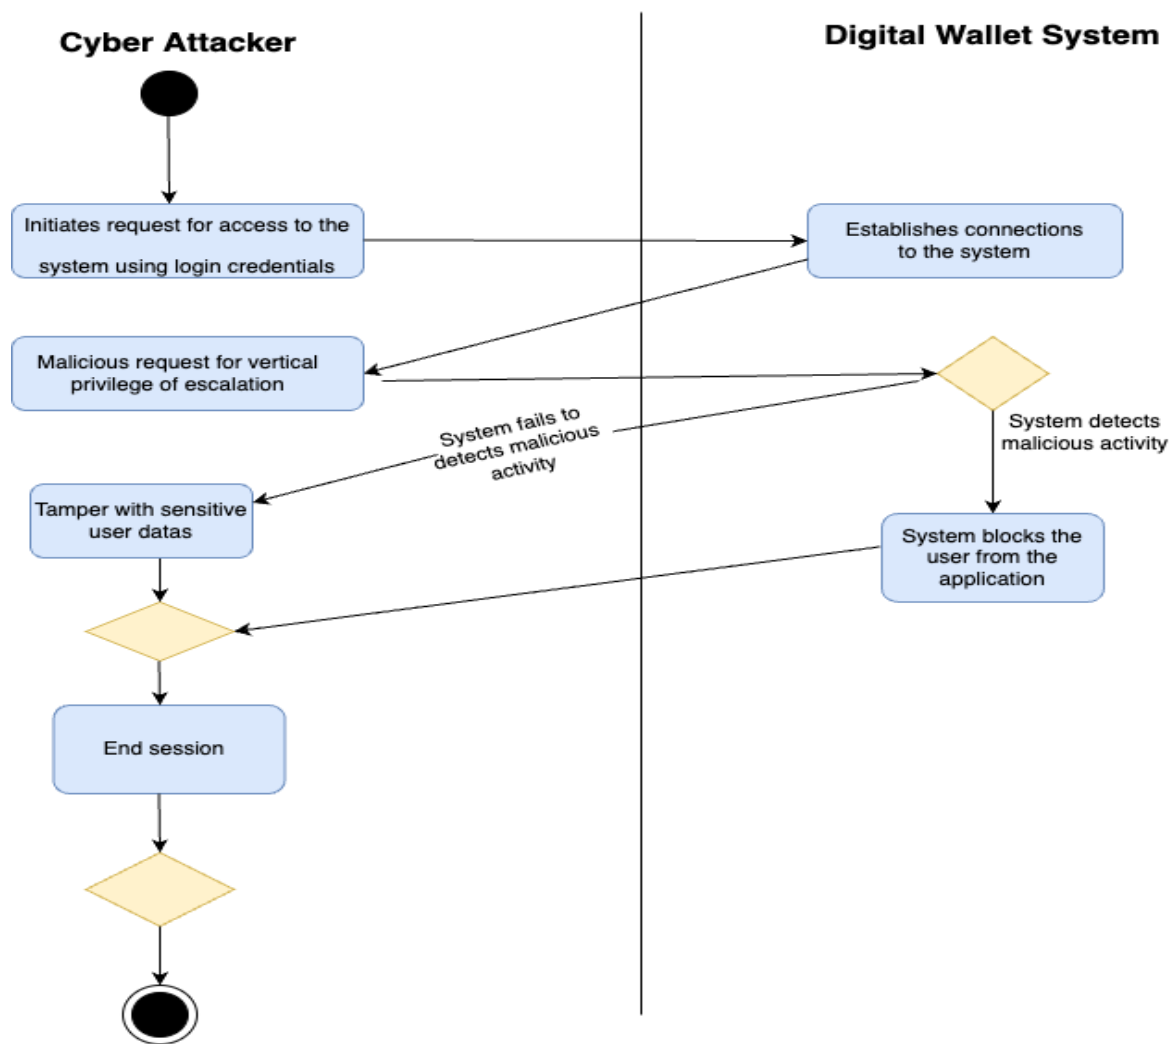 Cyber Attacker
Digital Wallet System
Initiates request for access to the
system using login credentials
Establishes connections
to the system
Malicious request for vertical
privilege of escalation
System fails to
detects malicious
activity
System detects
malicious activity
Tamper with sensitive
user datas
System blocks the
user from the
application
End session